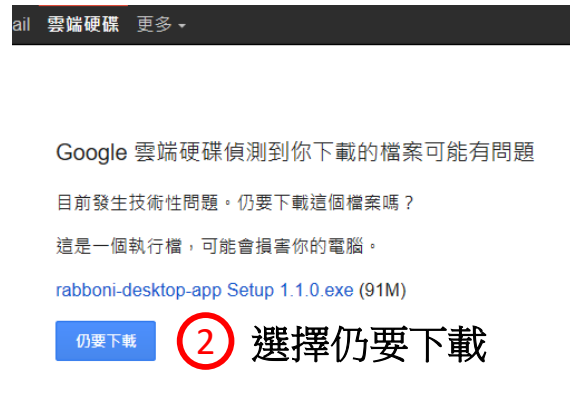 ail 雲端硬碟 更多
Google 雲端硬碟偵測到你下載的檔案可能有問題
目前發生技術性問題。仍要下載這個檔案嗎？
這是一個執行檔，可能會損害你的電腦。
rabboni-desktop-app Setup 1.1.0.exe (91M)
仍要下載 2 選擇仍要下載